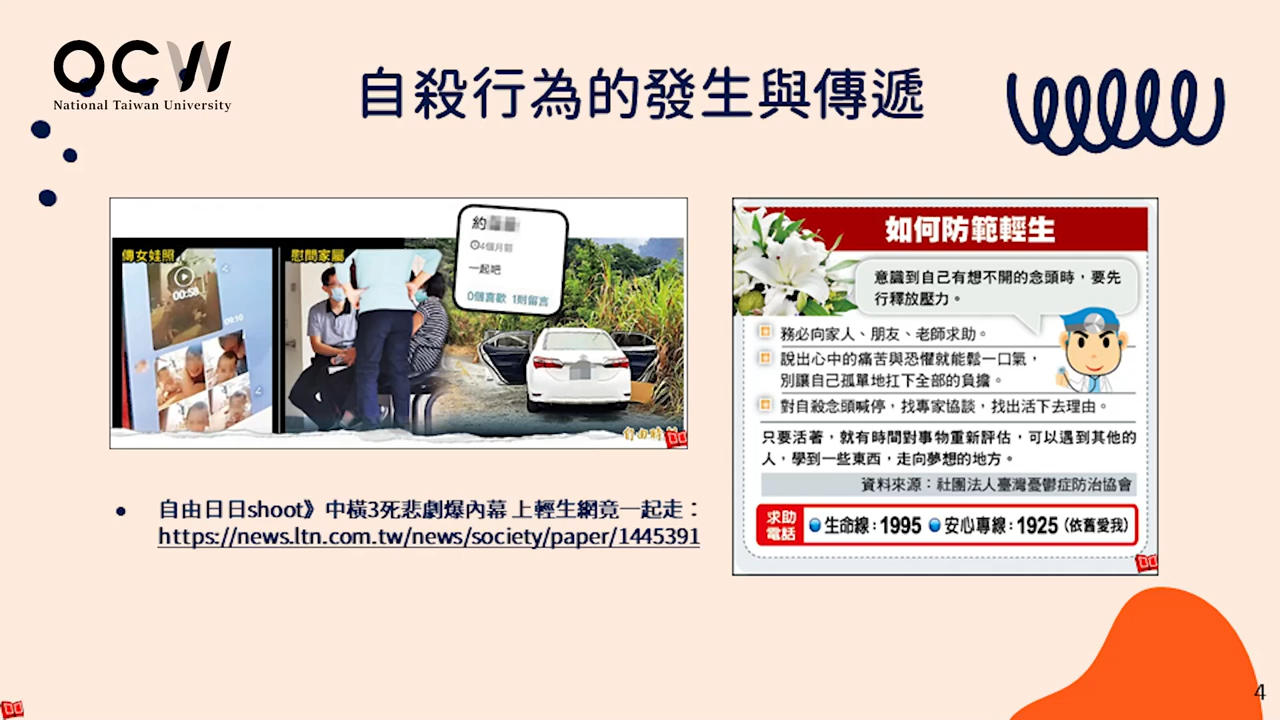 OCW
National Taiwan University
自殺行為的發生與傳遞
傳女娃照
00:58
09:10
慰問家屬
約
4個月前
一起吧
0個喜歡 1則留言
如何防範輕生
意識到自己有想不開的念頭時,要先
行釋放壓力。
務必向家人、朋友、老師求助。
說出心中的痛苦與恐懼就能鬆一口氣,
別讓自己孤單地扛下全部的負擔。
對自殺念頭喊停,找專家協談,找出活下去理由。
只要活著,就有時間對事物重新評估,可以遇到其他的
人,學到一些東西,走向夢想的地方。
資料來源:社團法人臺灣憂鬱症防治協會
求助
電話
生命線:1995 安心專線:1925 (依舊愛我)
• 自由日日shoot》中橫3死悲劇爆內幕 上輕生網竟一起走:
https://news.ltn.com.tw/news/society/paper/1445391
4